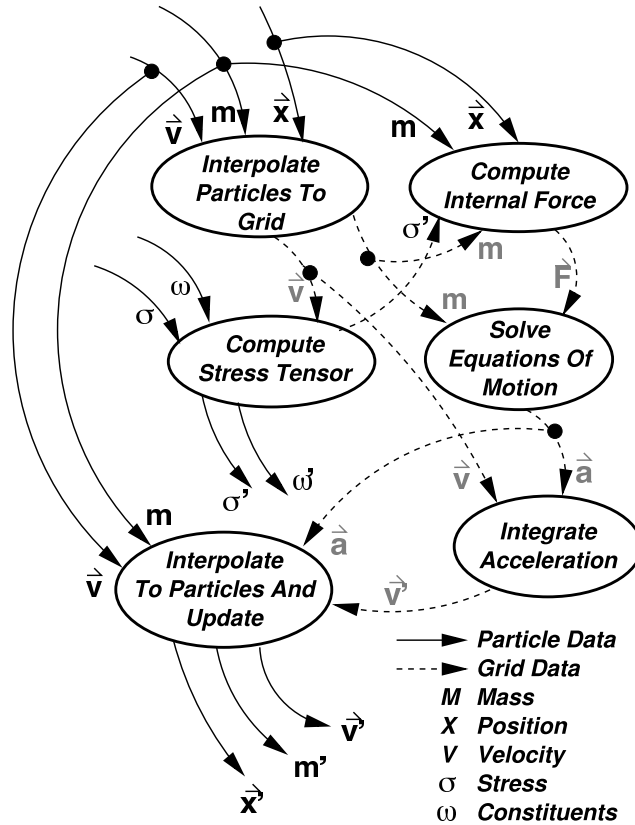 v⃗
m
x⃗
m
x⃗
Interpolate
Particles To
Grid
Compute
Internal Force
σ'
m
ω
v⃗
F⃗
σ
m
Compute
Stress Tensor
Solve
Equations Of
Motion
σ'
ω'
v⃗
a⃗
m
a⃗
v⃗
Interpolate
To Particles And
Update
Integrate
Acceleration
v⃗'
x⃗'
m'
v⃗'
Particle Data
Grid Data
M Mass
X Position
V Velocity
σ Stress
ω Constituents